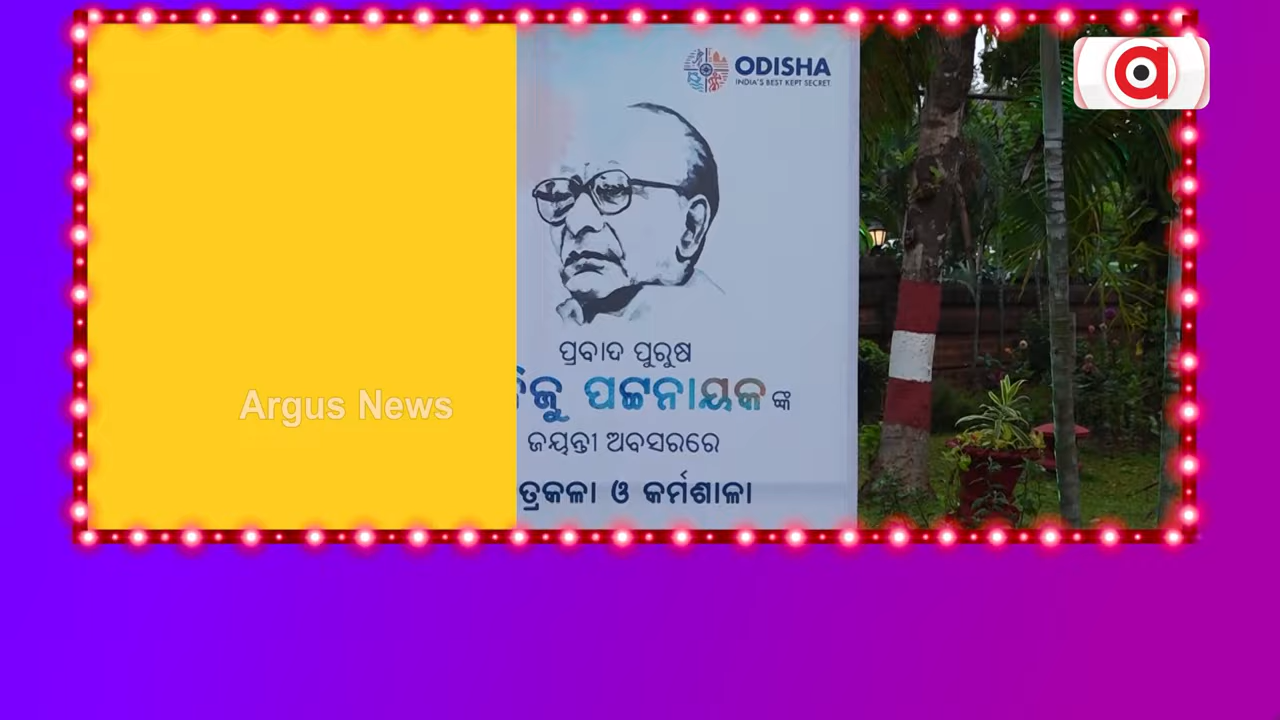 ODISHA
INDIA'S BEST KEPT SECRET
ପ୍ରବାଦ ପୁରୁଷ
ପଟ୍ଟନାୟକଙ୍କ
ଜୟନ୍ତୀ ଅବସରରେ
ଓ କର୍ମଶାଳା
Argus News